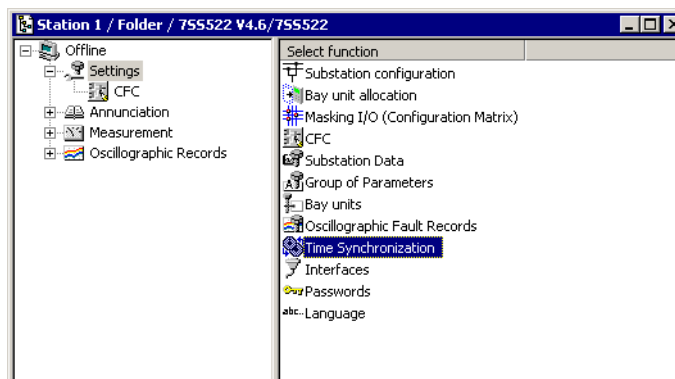 Station 1 / Folder / 7SS522 V4.6/7SS522
Offline
Settings
CFC
Annunciation
Measurement
Oscillographic Records
Select function
Substation configuration
Bay unit allocation
Masking I/O (Configuration Matrix)
CFC
Substation Data
Group of Parameters
Bay units
Oscillographic Fault Records
Time Synchronization
Interfaces
Passwords
abc.. Language